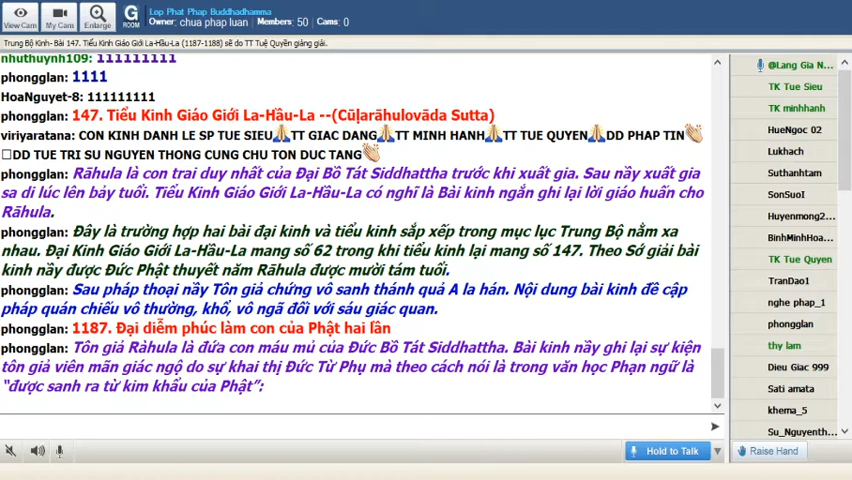 View Cam
My Cam
Enlarge
G
ROOM
Lop Phat Phap Buddhadhamma
Owner: chua phap luan Members: 50 Cams: 0
Trung Bộ Kinh- Bài 147. Tiểu Kinh Giáo Giới La-Hầu-La (1187-1188) sẽ do TT Tuệ Quyền giảng giải.
nhuthuynh109: 1111111111
phongglan: 1111
HoaNguyet-8: 111111111
phongglan: 147. Tiểu Kinh Giáo Giới La-Hầu-La --(Cūḷarāhulovāda Sutta)
viriyaratana: CON KINH DANH LE SP TUE SIEU🙏TT GIAC DANG🙏TT MINH HANH🙏TT TUE QUYEN🙏DD PHAP TIN👏
□DD TUE TRI SU NGUYEN THONG CUNG CHU TON DUC TANG👏
phongglan: Rāhula là con trai duy nhất của Đại Bồ Tát Siddhattha trước khi xuất gia. Sau nầy xuất gia
sa di lúc lên bảy tuổi. Tiểu Kinh Giáo Giới La-Hầu-La có nghĩ là Bài kinh ngắn ghi lại lời giáo huấn cho
Rāhula.
phongglan: Đây là trường hợp hai bài đại kinh và tiểu kinh sắp xếp trong mục lục Trung Bộ nằm xa
nhau. Đại Kinh Giáo Giới La-Hầu-La mang số 62 trong khi tiểu kinh lại mang số 147. Theo Sớ giải bài
kinh nầy được Đức Phật thuyết năm Rāhula được mười tám tuổi.
phongglan: Sau pháp thoại nầy Tôn giả chứng vô sanh thánh quả A la hán. Nội dung bài kinh đề cập
pháp quán chiếu vô thường, khổ, vô ngã đối với sáu giác quan.
phongglan: 1187. Đại diễm phúc làm con của Phật hai lần
phongglan: Tôn giả Ràhula là đứa con máu mủ của Đức Bồ Tát Siddhattha. Bài kinh nầy ghi lại sự kiện
tôn giả viên mãn giác ngộ do sự khai thị Đức Từ Phụ mà theo cách nói là trong văn học Phạn ngữ là
“được sanh ra từ kim khẩu của Phật”:
Hold to Talk
Raise Hand
@Lang Gia N...
TK Tue Sieu
TK minhhanh
HueNgoc 02
Lukhach
Suthanhtam
SonSuoI
Huyenmong2...
BinhMinhHoa...
TK Tue Quyen
TranDao1
nghe phap_1
phongglan
thy lam
Dieu Giac 999
Sati amata
khema_5
Su_Nguyenth...